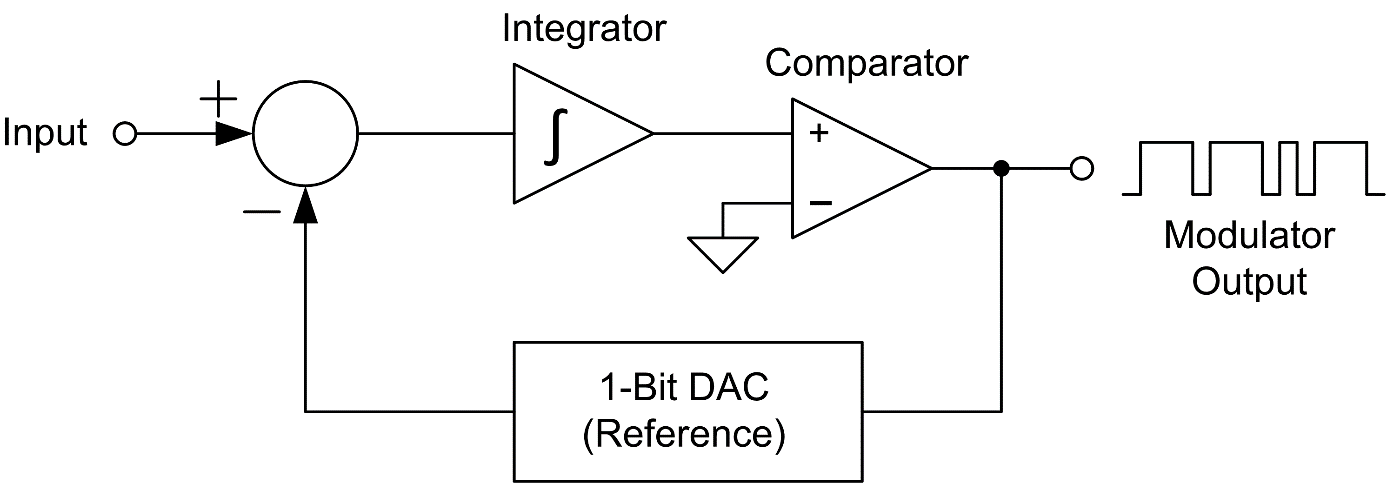 Integrator
Comparator
Input
+
∫
+
−
−
Modulator
Output
1-Bit DAC
(Reference)